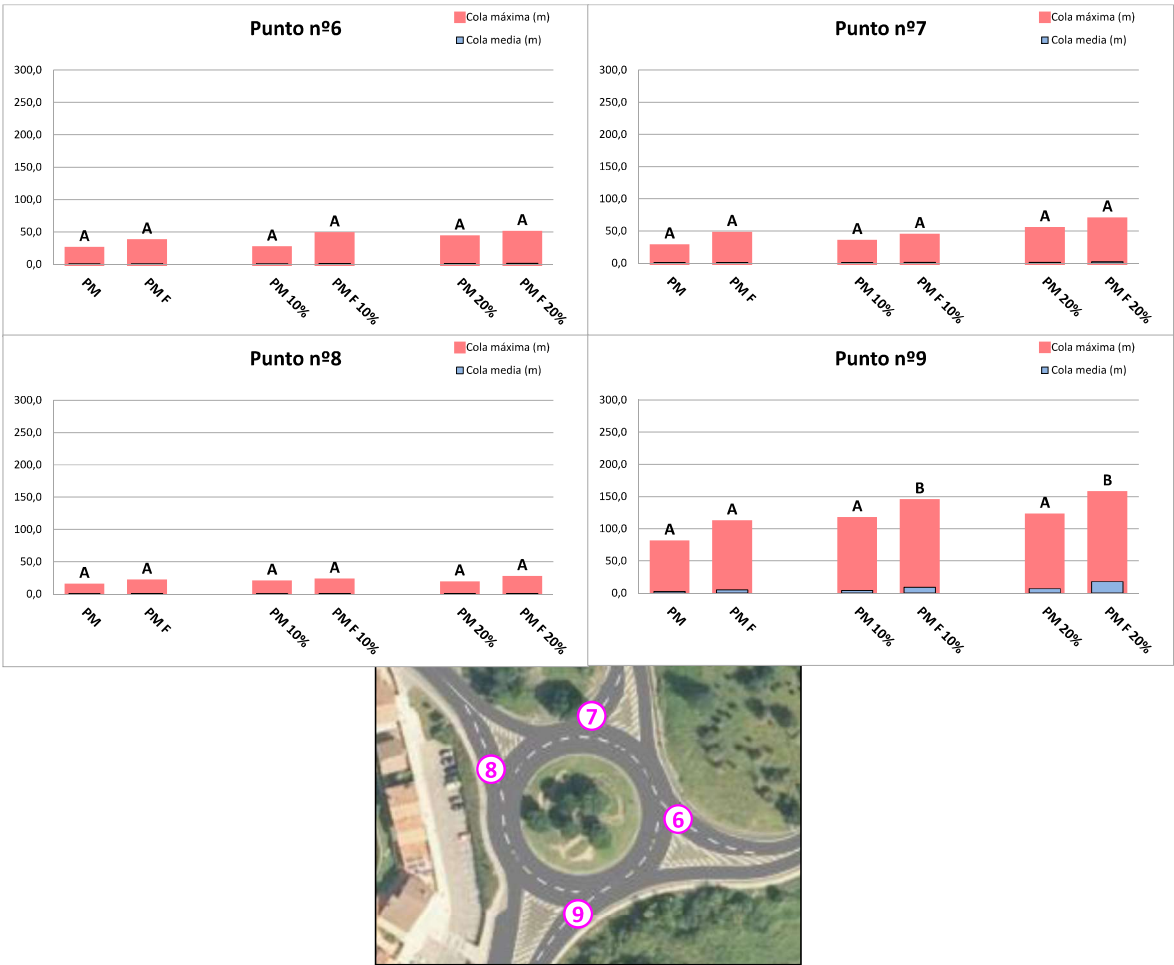 Punto nº6
Cola máxima (m)
Cola media (m)
300,0
250,0
200,0
150,0
100,0
50,0
0,0
A A A A A A
PM PM F PM 10% PM F 10% PM 20% PM F 20%
Punto nº7
Cola máxima (m)
Cola media (m)
300,0
250,0
200,0
150,0
100,0
50,0
0,0
A A A A A A
PM PM F PM 10% PM F 10% PM 20% PM F 20%
Punto nº8
Cola máxima (m)
Cola media (m)
300,0
250,0
200,0
150,0
100,0
50,0
0,0
A A A A A A
PM PM F PM 10% PM F 10% PM 20% PM F 20%
Punto nº9
Cola máxima (m)
Cola media (m)
300,0
250,0
200,0
150,0
100,0
50,0
0,0
A A A B A B
PM PM F PM 10% PM F 10% PM 20% PM F 20%
7
8
6
9